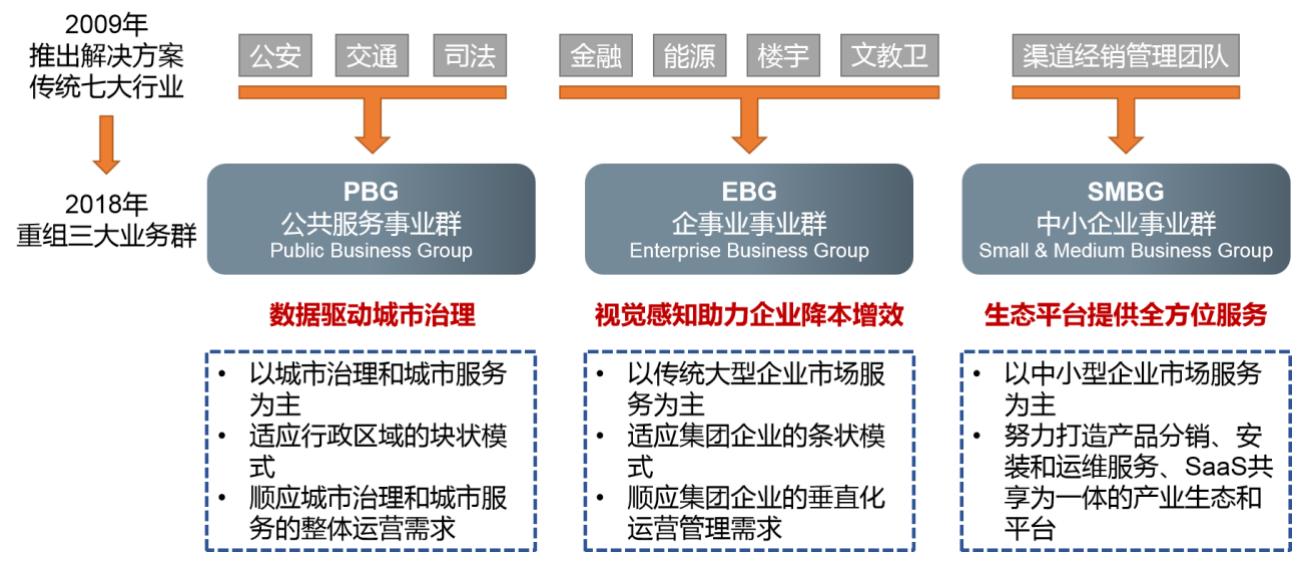 2009年
推出解决方案
传统七大行业
公安
交通
司法
金融
能源
楼宇
文教卫
渠道经销管理团队
2018年
重组三大业务群
PBG
公共服务事业群
Public Business Group
EBG
企事业事业群
Enterprise Business Group
SMBG
中小企业事业群
Small & Medium Business Group
数据驱动城市治理
视觉感知助力企业降本增效
生态平台提供全方位服务
• 以城市治理和城市服务
为主
• 适应行政区域的块状模
式
• 顺应城市治理和城市服
务的整体运营需求
• 以传统大型企业市场服
务为主
• 适应集团企业的条状模
式
• 顺应集团企业的垂直化
运营管理需求
• 以中小型企业市场服务
为主
• 努力打造产品分销、安
装和运维服务、SaaS共
享为一体的产业生态和
平台